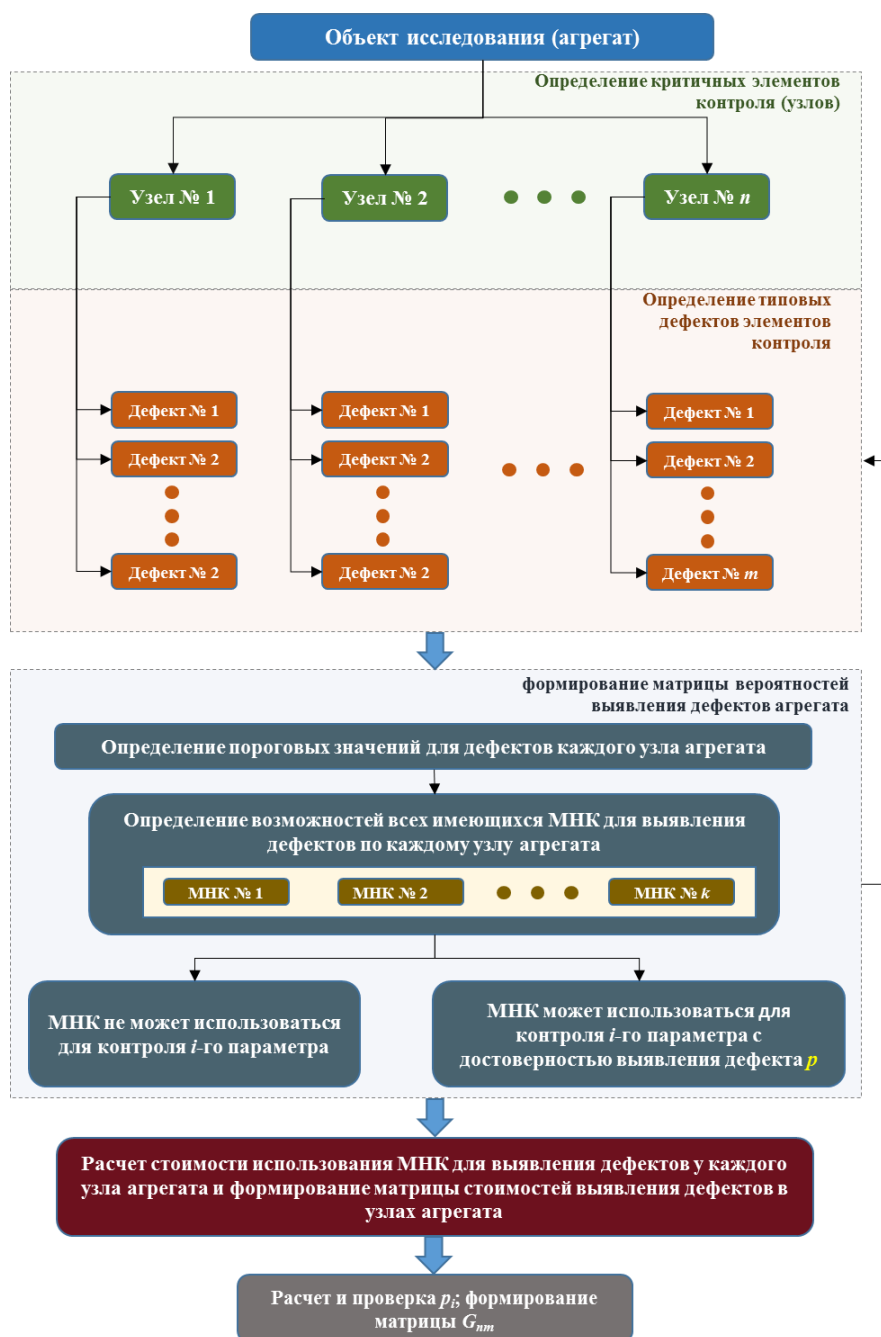 Объект исследования (агрегат)
Определение критичных элементов
контроля (узлов)
Узел № 1
Узел № 2
Узел № n
Определение типовых
дефектов элементов
контроля
Дефект № 1
Дефект № 1
Дефект № 1
Дефект № 2
Дефект № 2
Дефект № 2
Дефект № 2
Дефект № 2
Дефект № m
формирование матрицы вероятностей
выявления дефектов агрегата
Определение пороговых значений для дефектов каждого узла агрегата
Определение возможностей всех имеющихся МНК для выявления
дефектов по каждому узлу агрегата
МНК № 1
МНК № 2
МНК № k
МНК не может использоваться
для контроля i-го параметра
МНК может использоваться для
контроля i-го параметра с
достоверностью выявления дефекта p
Расчет стоимости использования МНК для выявления дефектов у каждого
узла агрегата и формирование матрицы стоимостей выявления дефектов в
узлах агрегата
Расчет и проверка pᵢ; формирование
матрицы Gnm